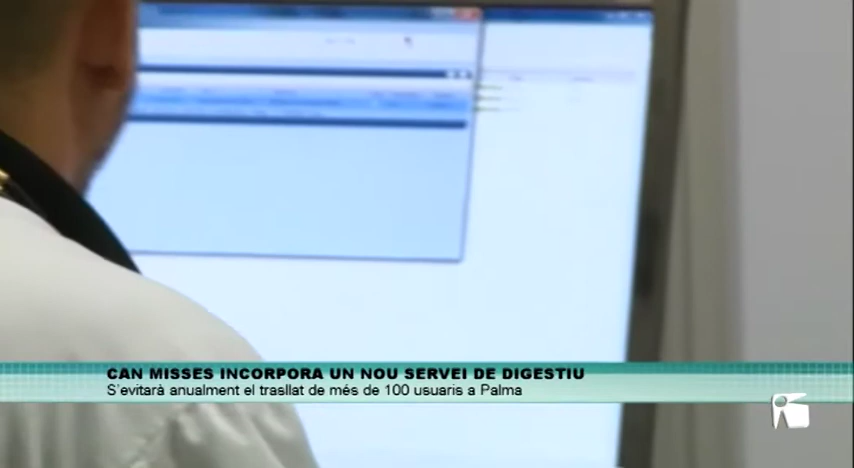 CAN MISSES INCORPORA UN NOU SERVEI DE DIGESTIU
S'evitarà anualment el trasllat de més de 100 usuaris a Palma